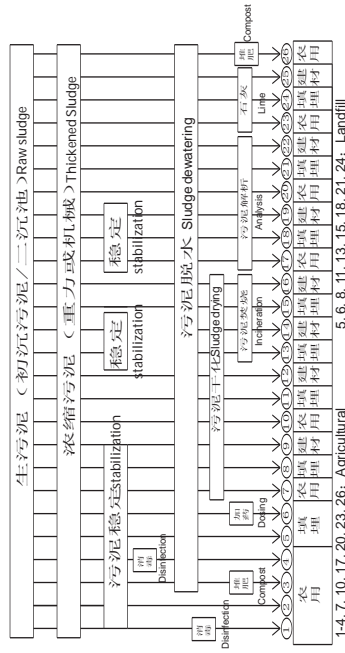 生污泥 (初沉污泥/二沉池)Raw sludge
浓缩污泥 (重力或机械)Thickened Sludge
稳定
stabilization
稳定
stabilization
污泥稳定stabilization
消毒
Disinfection
污泥脱水 Sludge dewatering
污泥干化Sludge drying
消毒
Disinfection
堆肥
Compost
加药
Dosing
污泥焚烧
Incineration
污泥解析
Analysis
石灰
Lime
堆肥
Compost
1 2 3 4 5 6 7 8 9 10 11 12 13 14 15 16 17 18 19 20 21 22 23 24 25 26
农用 填埋 农用 填埋 建材 农用 填埋 建材 填埋 建材 填埋 建材 农用 填埋 建材 农用 填埋 建材 农用 填埋 建材 农用
1-4. 7. 10. 17. 20. 23. 26: Agricultural 5. 6. 8. 11. 13. 15. 18. 21. 24: Landfill